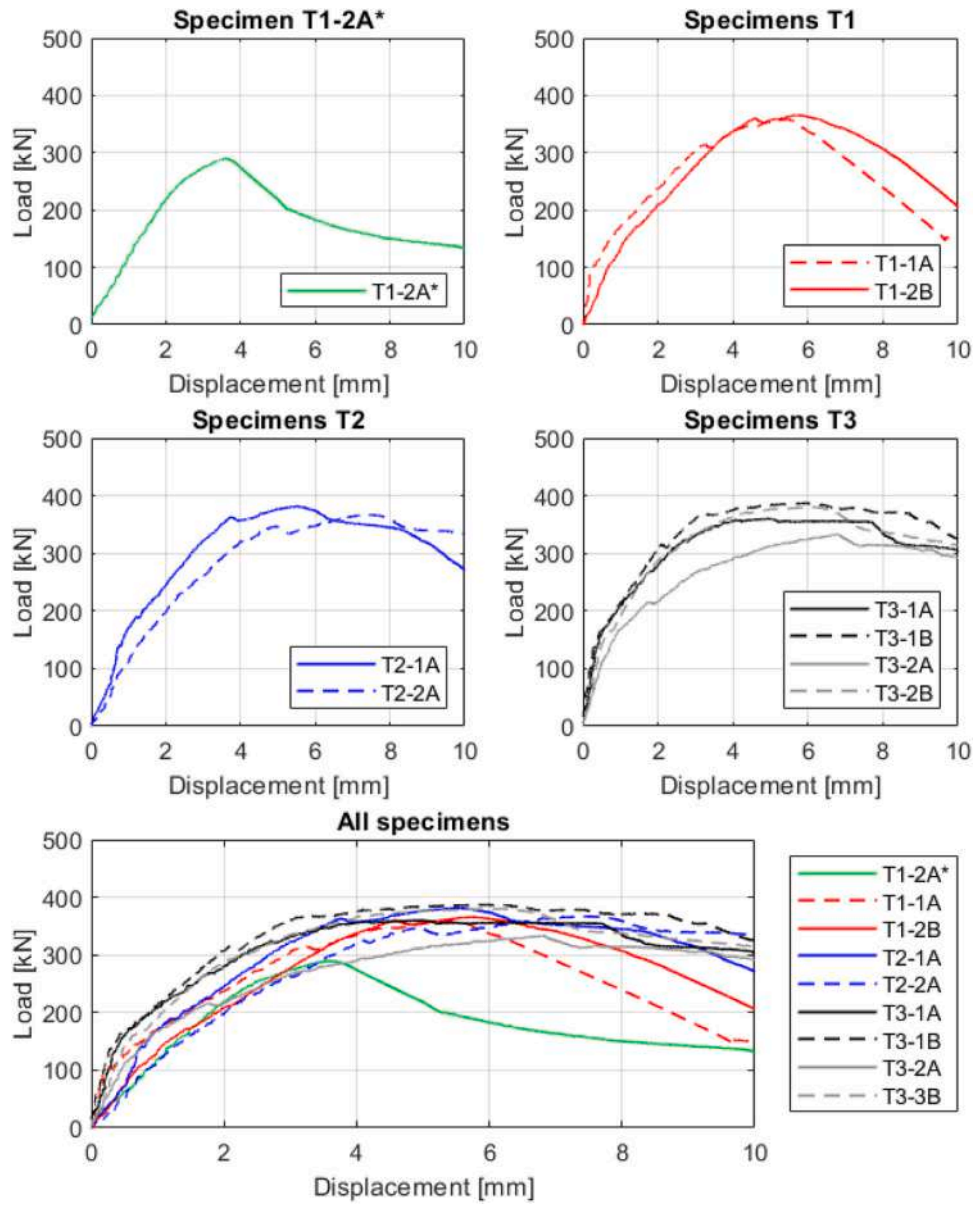 Specimen T1-2A*
500
400
300
200
100
0
Load [kN]
T1-2A*
0 2 4 6 8 10
Displacement [mm]
Specimens T1
500
400
300
200
100
0
Load [kN]
T1-1A
T1-2B
0 2 4 6 8 10
Displacement [mm]
Specimens T2
500
400
300
200
100
0
Load [kN]
T2-1A
T2-2A
0 2 4 6 8 10
Displacement [mm]
Specimens T3
500
400
300
200
100
0
Load [kN]
T3-1A
T3-1B
T3-2A
T3-2B
0 2 4 6 8 10
Displacement [mm]
All specimens
500
400
300
200
100
0
Load [kN]
0 2 4 6 8 10
Displacement [mm]
T1-2A*
T1-1A
T1-2B
T2-1A
T2-2A
T3-1A
T3-1B
T3-2A
T3-3B